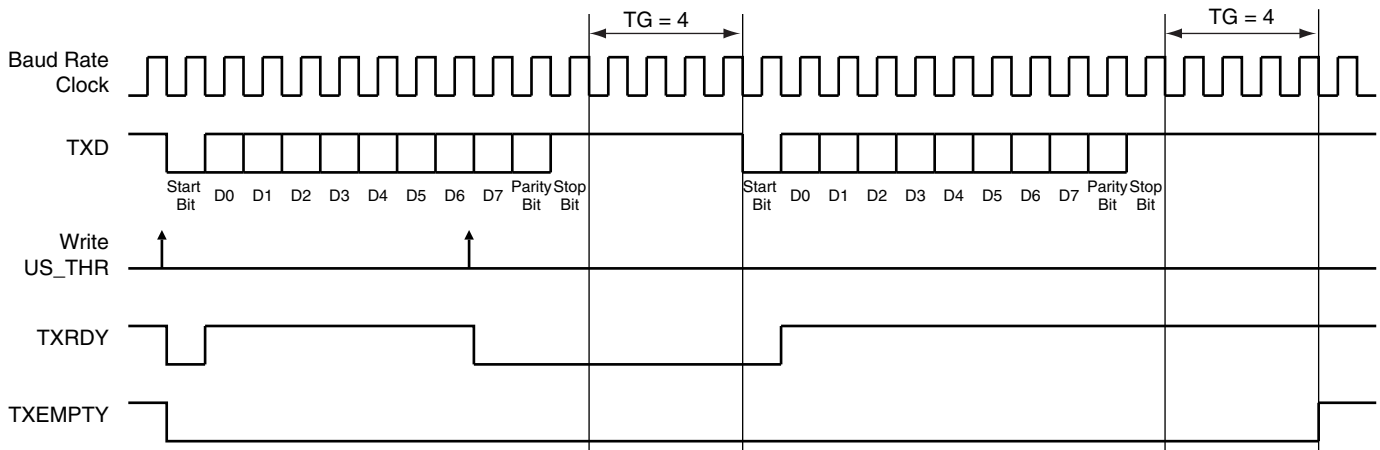 TG = 4
TG = 4
Baud Rate
Clock
TXD
Start
Bit
D0
D1
D2
D3
D4
D5
D6
D7
Parity
Bit
Stop
Bit
Start
Bit
D0
D1
D2
D3
D4
D5
D6
D7
Parity
Bit
Stop
Bit
Write
US_THR
TXRDY
TXEMPTY